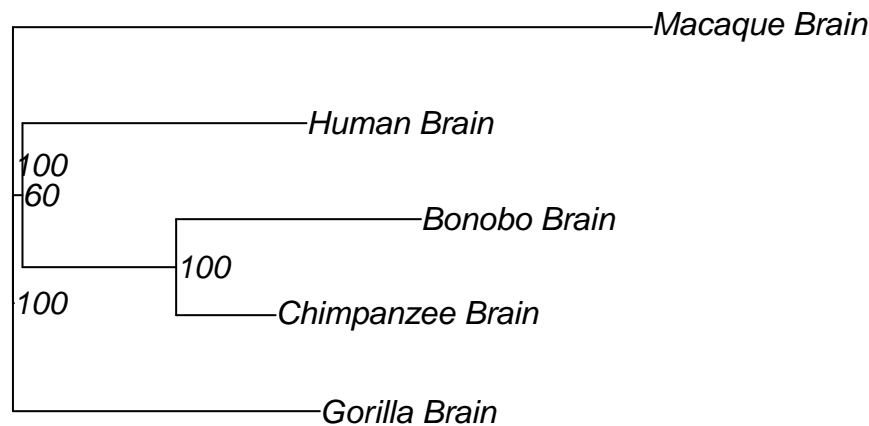 Macaque Brain
Human Brain
100
60
Bonobo Brain
100
100
Chimpanzee Brain
Gorilla Brain